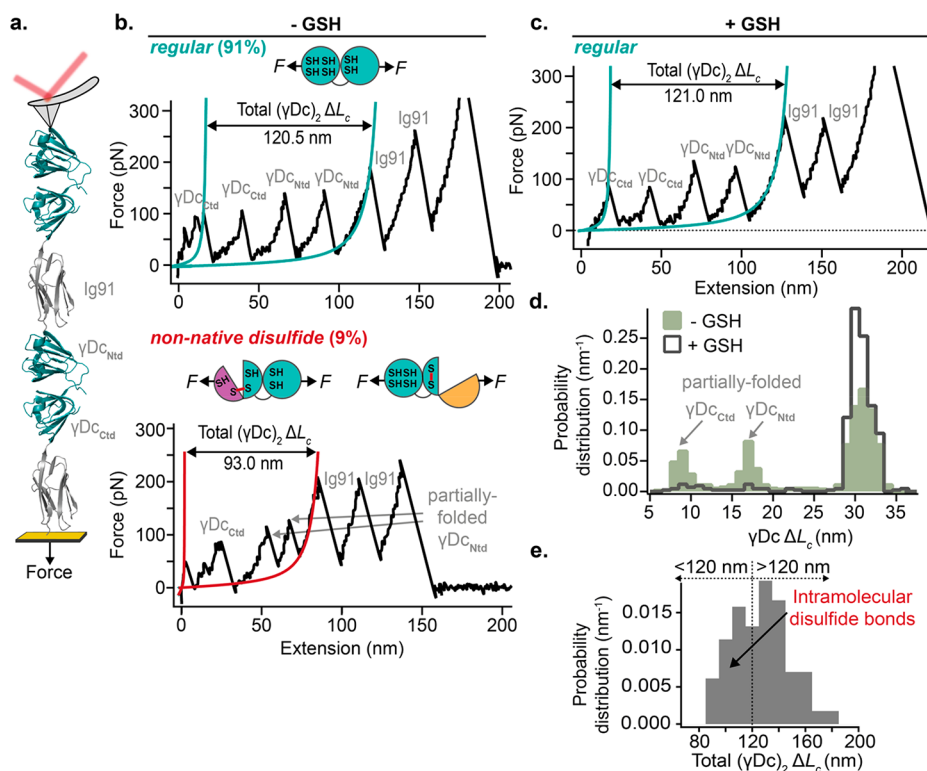 a.
Ig91
γDcNtd
γDcCtd
Force
b.
- GSH
regular (91%)
F
SH SH
SH SH
SH SH
SH
SH
F
Total (γDc)2 ΔLc
120.5 nm
γDcCtd
γDcCtd
γDcNtd
γDcNtd
Ig91
Ig91
Force (pN)
300
200
100
0
0
50
100
150
200
non-native disulfide (9%)
F
SH
S
S
SH
SH
SH
SH
F
F
SH SH
SH SH
S
S
F
Total (γDc)2 ΔLc
93.0 nm
γDcCtd
Ig91
Ig91
partially-
folded
γDcNtd
Force (pN)
300
200
100
0
0
50
100
150
200
Extension (nm)
c.
+ GSH
regular
Total (γDc)2 ΔLc
121.0 nm
γDcCtd
γDcCtd
γDcNtd
γDcNtd
Ig91
Ig91
Force (pN)
300
200
100
0
0
50
100
150
200
Extension (nm)
d.
- GSH
+ GSH
partially-folded
γDcCtd
γDcNtd
Probability
distribution (nm-1)
0.25
0.20
0.15
0.10
0.05
0.00
5
10
15
20
25
30
35
γDc ΔLc (nm)
e.
<120 nm
>120 nm
Intramolecular
disulfide bonds
Probability
distribution (nm-1)
0.015
0.010
0.005
0.000
80
120
160
200
Total (γDc)2 ΔLc (nm)